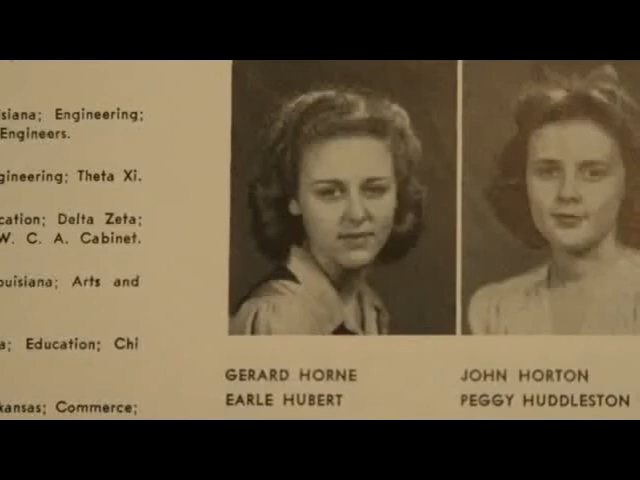 siana; Engineering;
Engineers.
gineering; Theta Xi.
cation; Delta Zeta;
W. C. A. Cabinet.
ouisiana; Arts and
a; Education; Chi
kansas; Commerce;
GERARD HORNE
EARLE HUBERT
JOHN HORTON
PEGGY HUDDLESTON